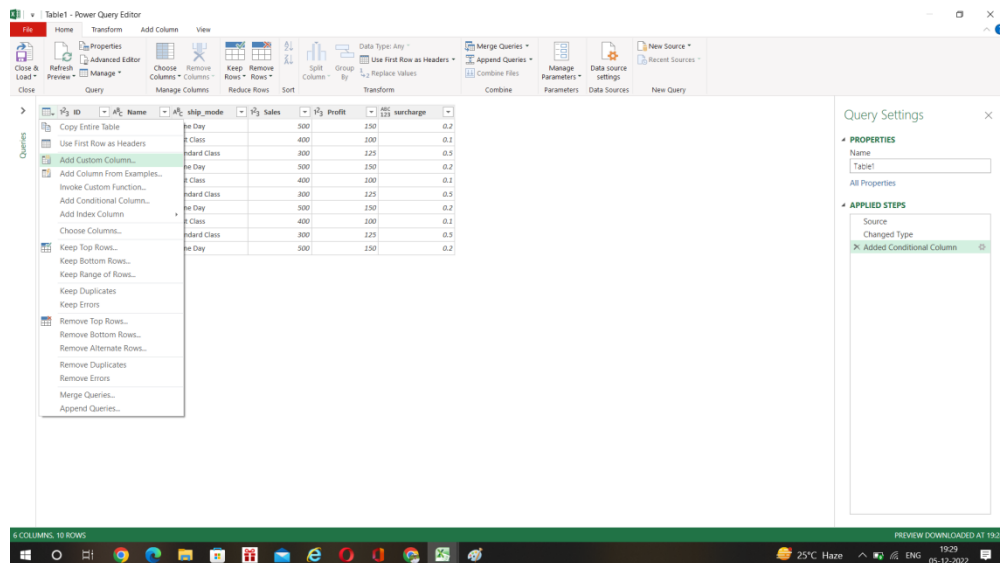 Table1 - Power Query Editor
File Home Transform Add Column View
Close & Load
Refresh Preview
Properties
Advanced Editor
Manage
Choose Columns
Remove Columns
Keep Rows
Remove Rows
Split Column
Group By
Data Type: Any
Use First Row as Headers
Replace Values
Merge Queries
Append Queries
Combine Files
Manage Parameters
Data source settings
New Source
Recent Sources
Close Query Manage Columns Reduce Rows Sort Transform Combine Parameters Data Sources New Query
Queries
ID Name ship_mode Sales Profit surcharge
me Day 500 150 0.2
t Class 400 100 0.1
ndard Class 300 125 0.5
me Day 500 150 0.2
t Class 400 100 0.1
ndard Class 300 125 0.5
me Day 500 150 0.2
t Class 400 100 0.1
ndard Class 300 125 0.5
me Day 500 150 0.2
Copy Entire Table
Use First Row as Headers
Add Custom Column...
Add Column From Examples...
Invoke Custom Function...
Add Conditional Column...
Add Index Column
Choose Columns...
Keep Top Rows...
Keep Bottom Rows...
Keep Range of Rows...
Keep Duplicates
Keep Errors
Remove Top Rows...
Remove Bottom Rows...
Remove Alternate Rows...
Remove Duplicates
Remove Errors
Merge Queries...
Append Queries...
Query Settings
PROPERTIES
Name
Table1
All Properties
APPLIED STEPS
Source
Changed Type
Added Conditional Column
6 COLUMNS, 10 ROWS
PREVIEW DOWNLOADED AT 19:2
25°C Haze
ENG
19:29
05-12-2022